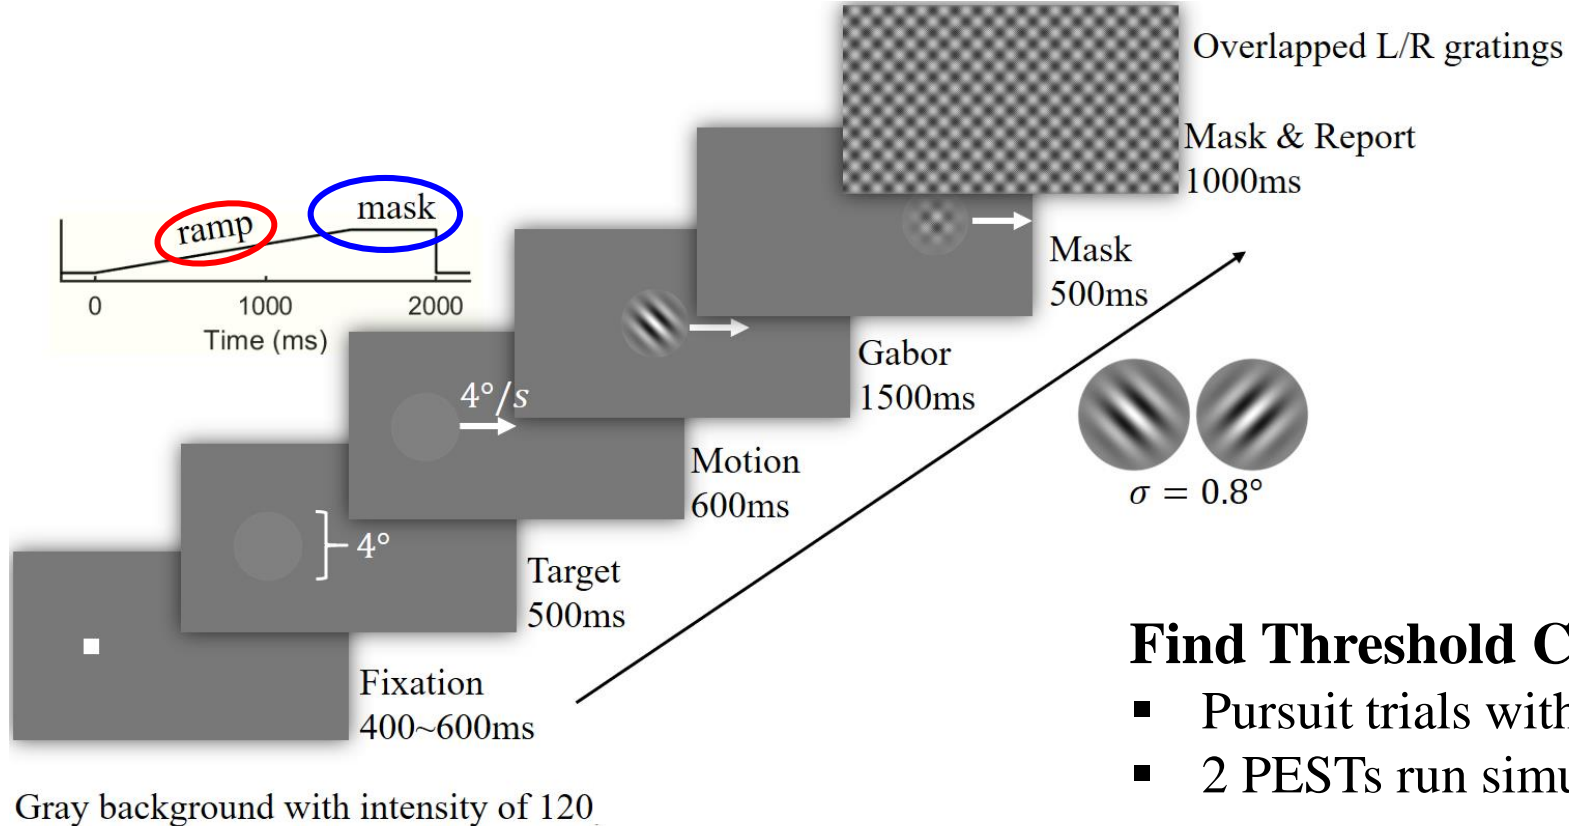 Overlapped L/R gratings
Mask & Report
1000ms
mask
ramp
0 1000 2000
Time (ms)
Mask
500ms
Gabor
1500ms
4°/s
Motion
600ms
σ = 0.8°
4°
Target
500ms
Fixation
400~600ms
Find Threshold C
▪ Pursuit trials with
▪ 2 PESTs run simu
Gray background with intensity of 120